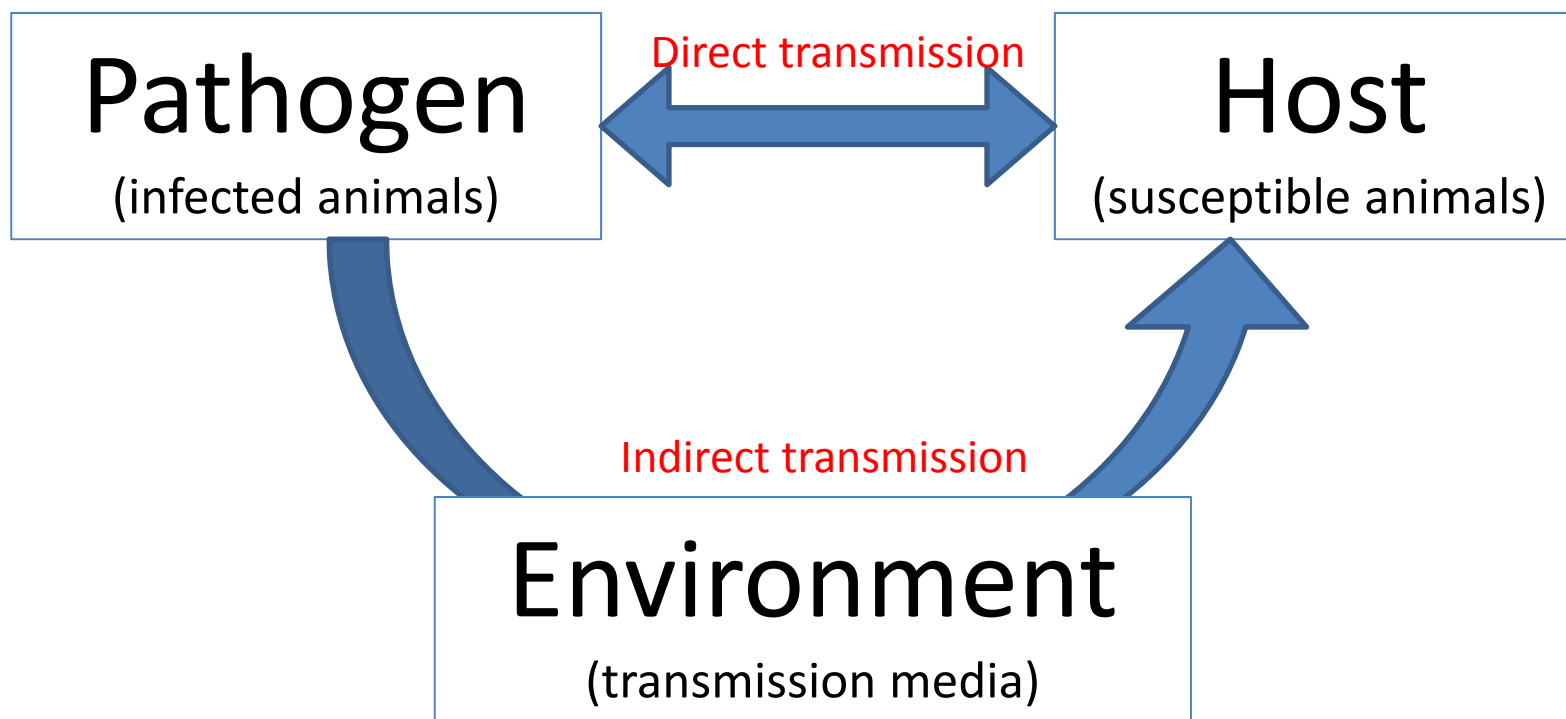 Pathogen
(infected animals)
Direct transmission
Host
(susceptible animals)
Indirect transmission
Environment
(transmission media)